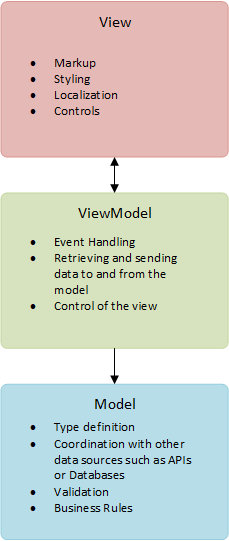 View
• Markup
• Styling
• Localization
• Controls
ViewModel
• Event Handling
• Retrieving and sending
data to and from the
model
• Control of the view
Model
• Type definition
• Coordination with other
data sources such as APIs
or Databases
• Validation
• Business Rules